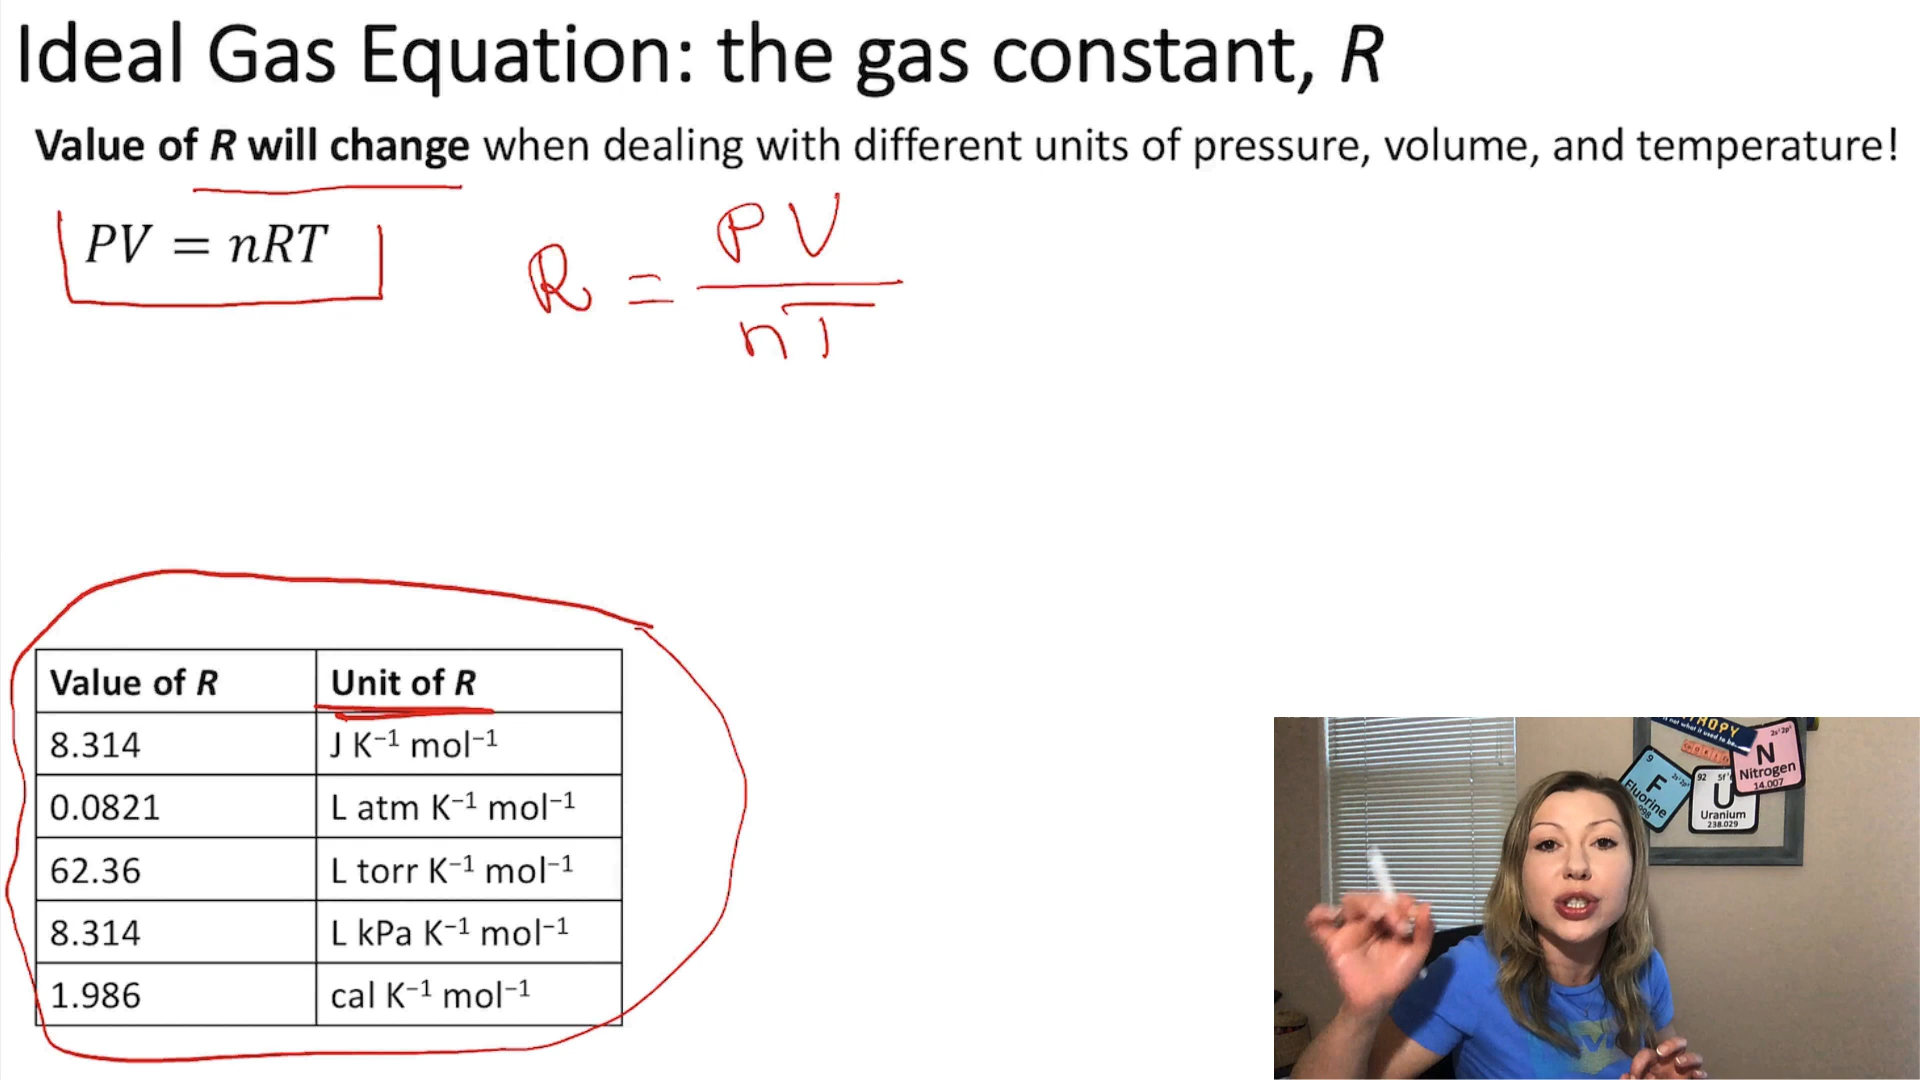 Ideal Gas Equation: the gas constant, R
Value of R will change when dealing with different units of pressure, volume, and temperature!
PV = nRT
R = PV / nT
Value of R Unit of R
8.314 J K⁻¹ mol⁻¹
0.0821 L atm K⁻¹ mol⁻¹
62.36 L torr K⁻¹ mol⁻¹
8.314 L kPa K⁻¹ mol⁻¹
1.986 cal K⁻¹ mol⁻¹
9
F
Fluorine
92
U
Uranium
238.029
N
Nitrogen
14.007